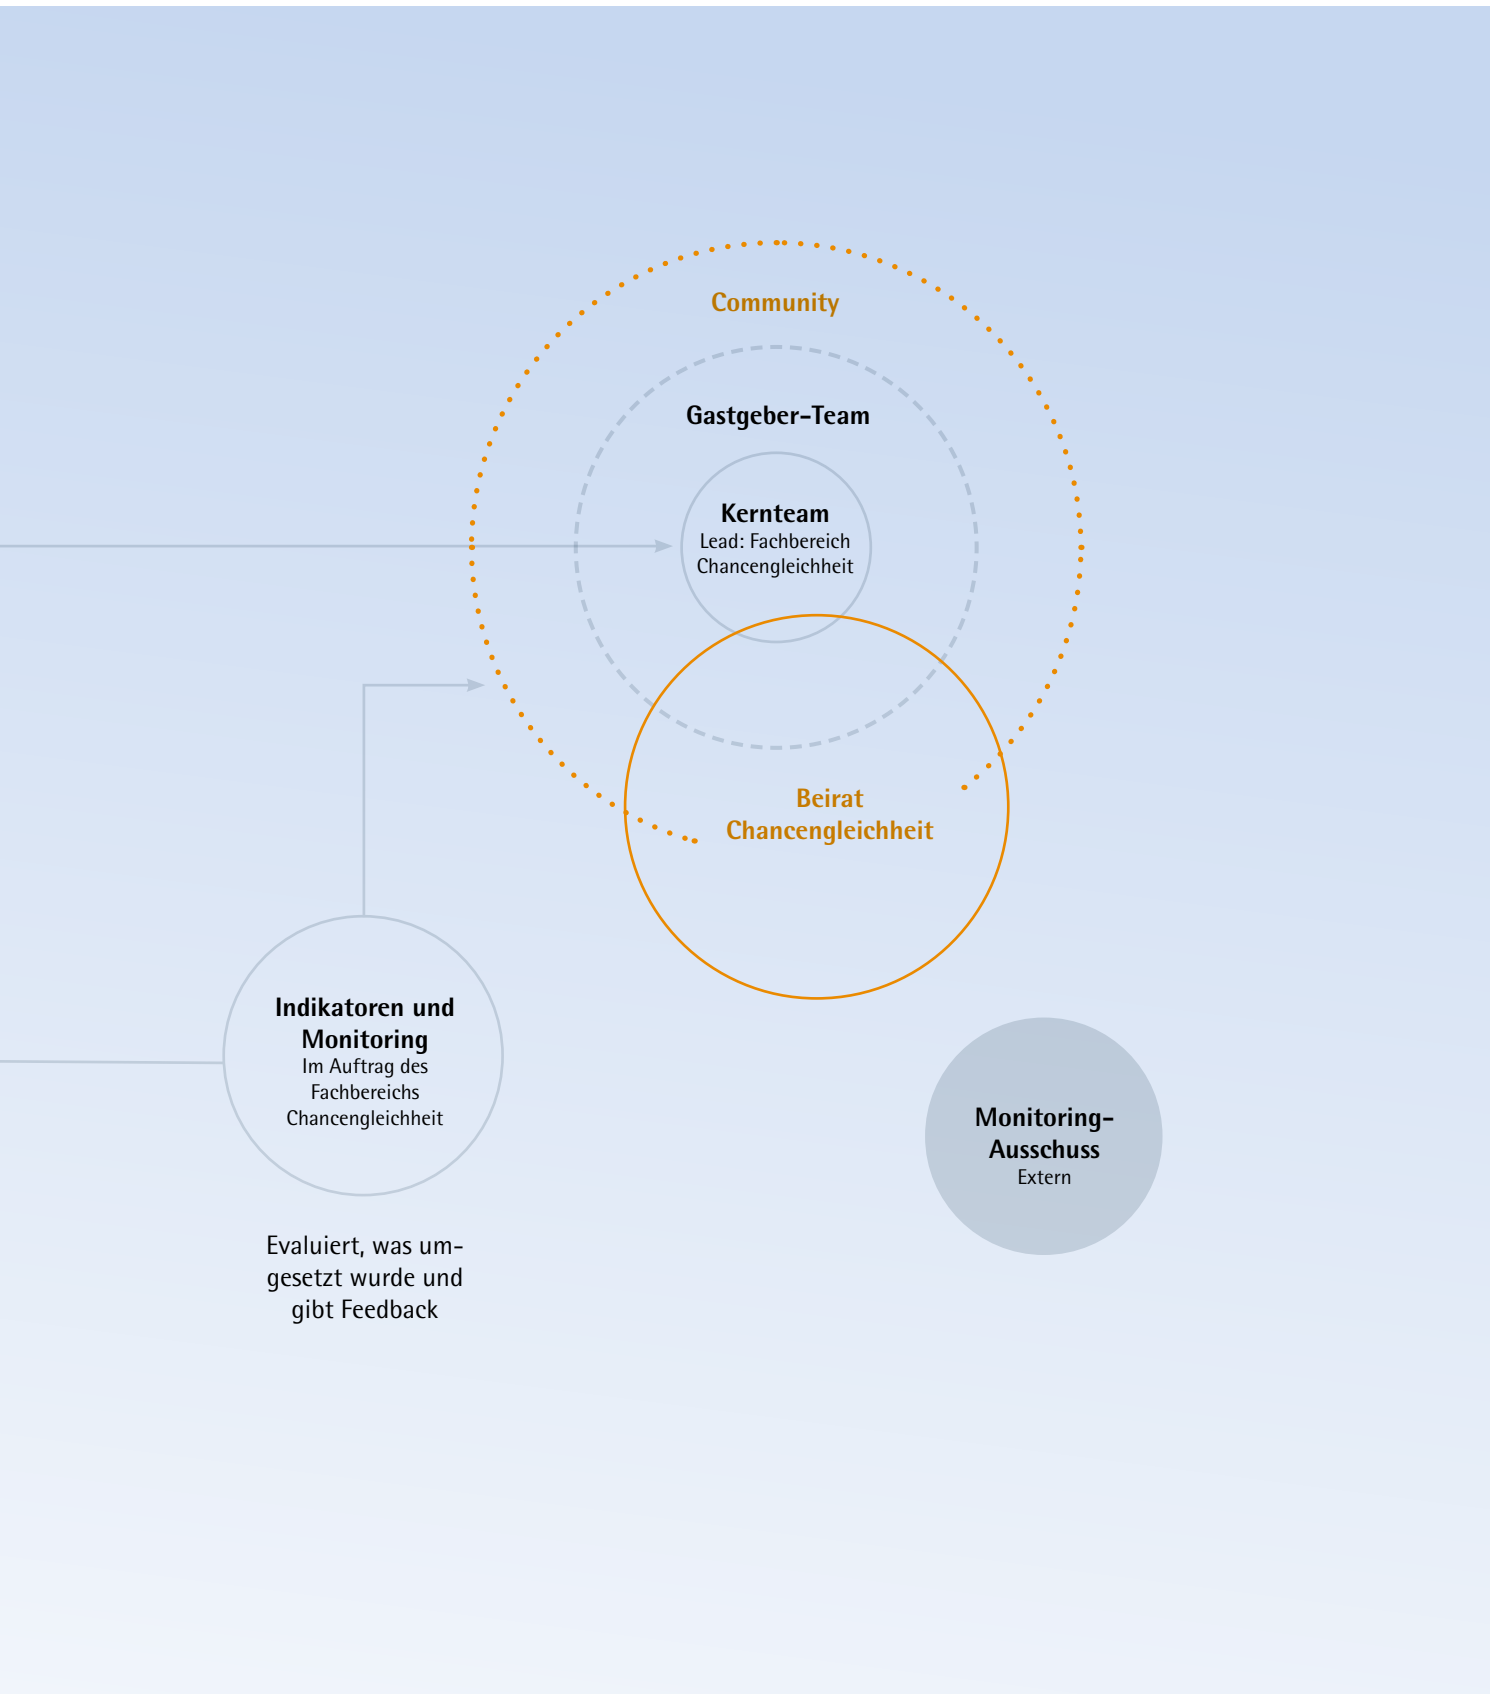 Community
Gastgeber-Team
Kernteam
Lead: Fachbereich
Chancengleichheit
Beirat
Chancengleichheit
Indikatoren und
Monitoring
Im Auftrag des
Fachbereichs
Chancengleichheit
Evaluiert, was um-
gesetzt wurde und
gibt Feedback
Monitoring-
Ausschuss
Extern